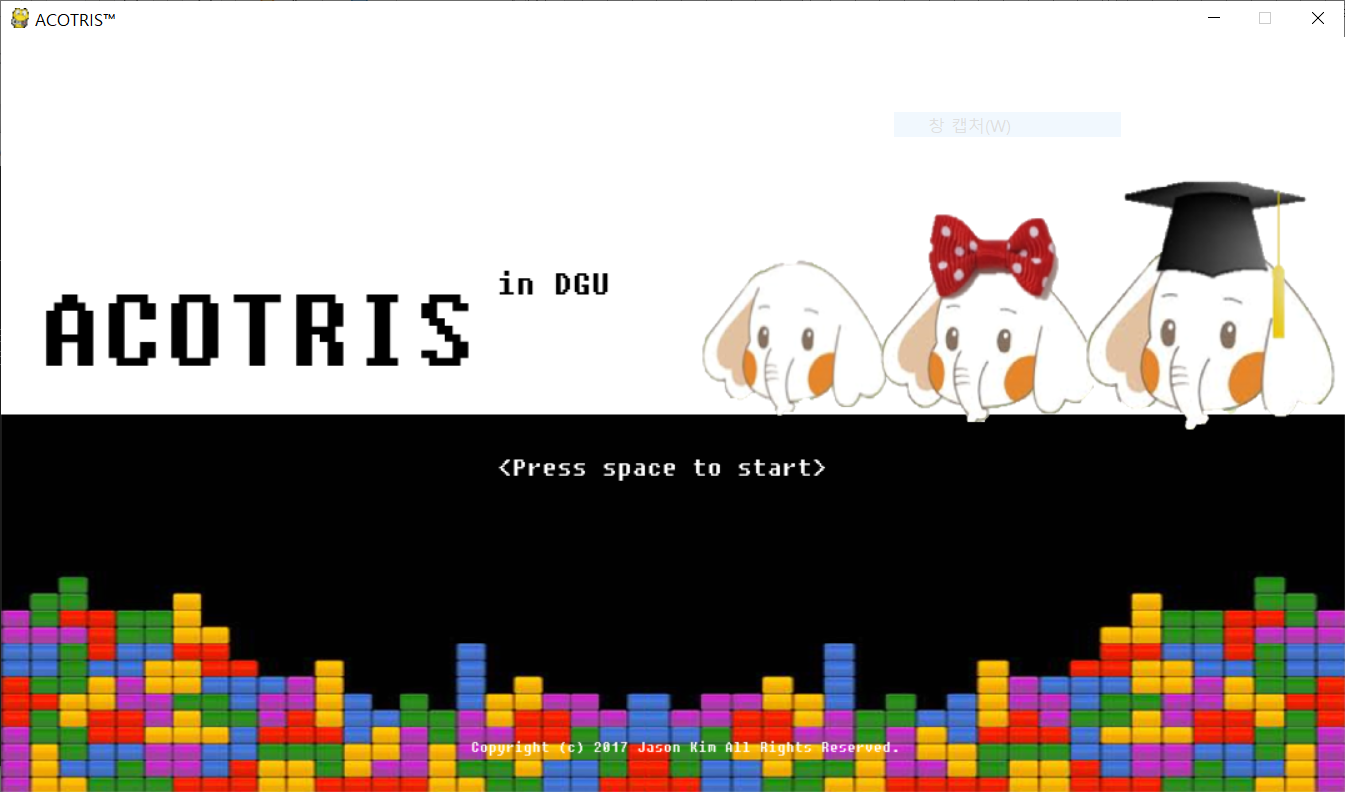 ACOTRIS™
창 캡처(W)
in DGU
ACOTRIS
<Press space to start>
Copyright (c) 2017 Jason Kim All Rights Reserved.